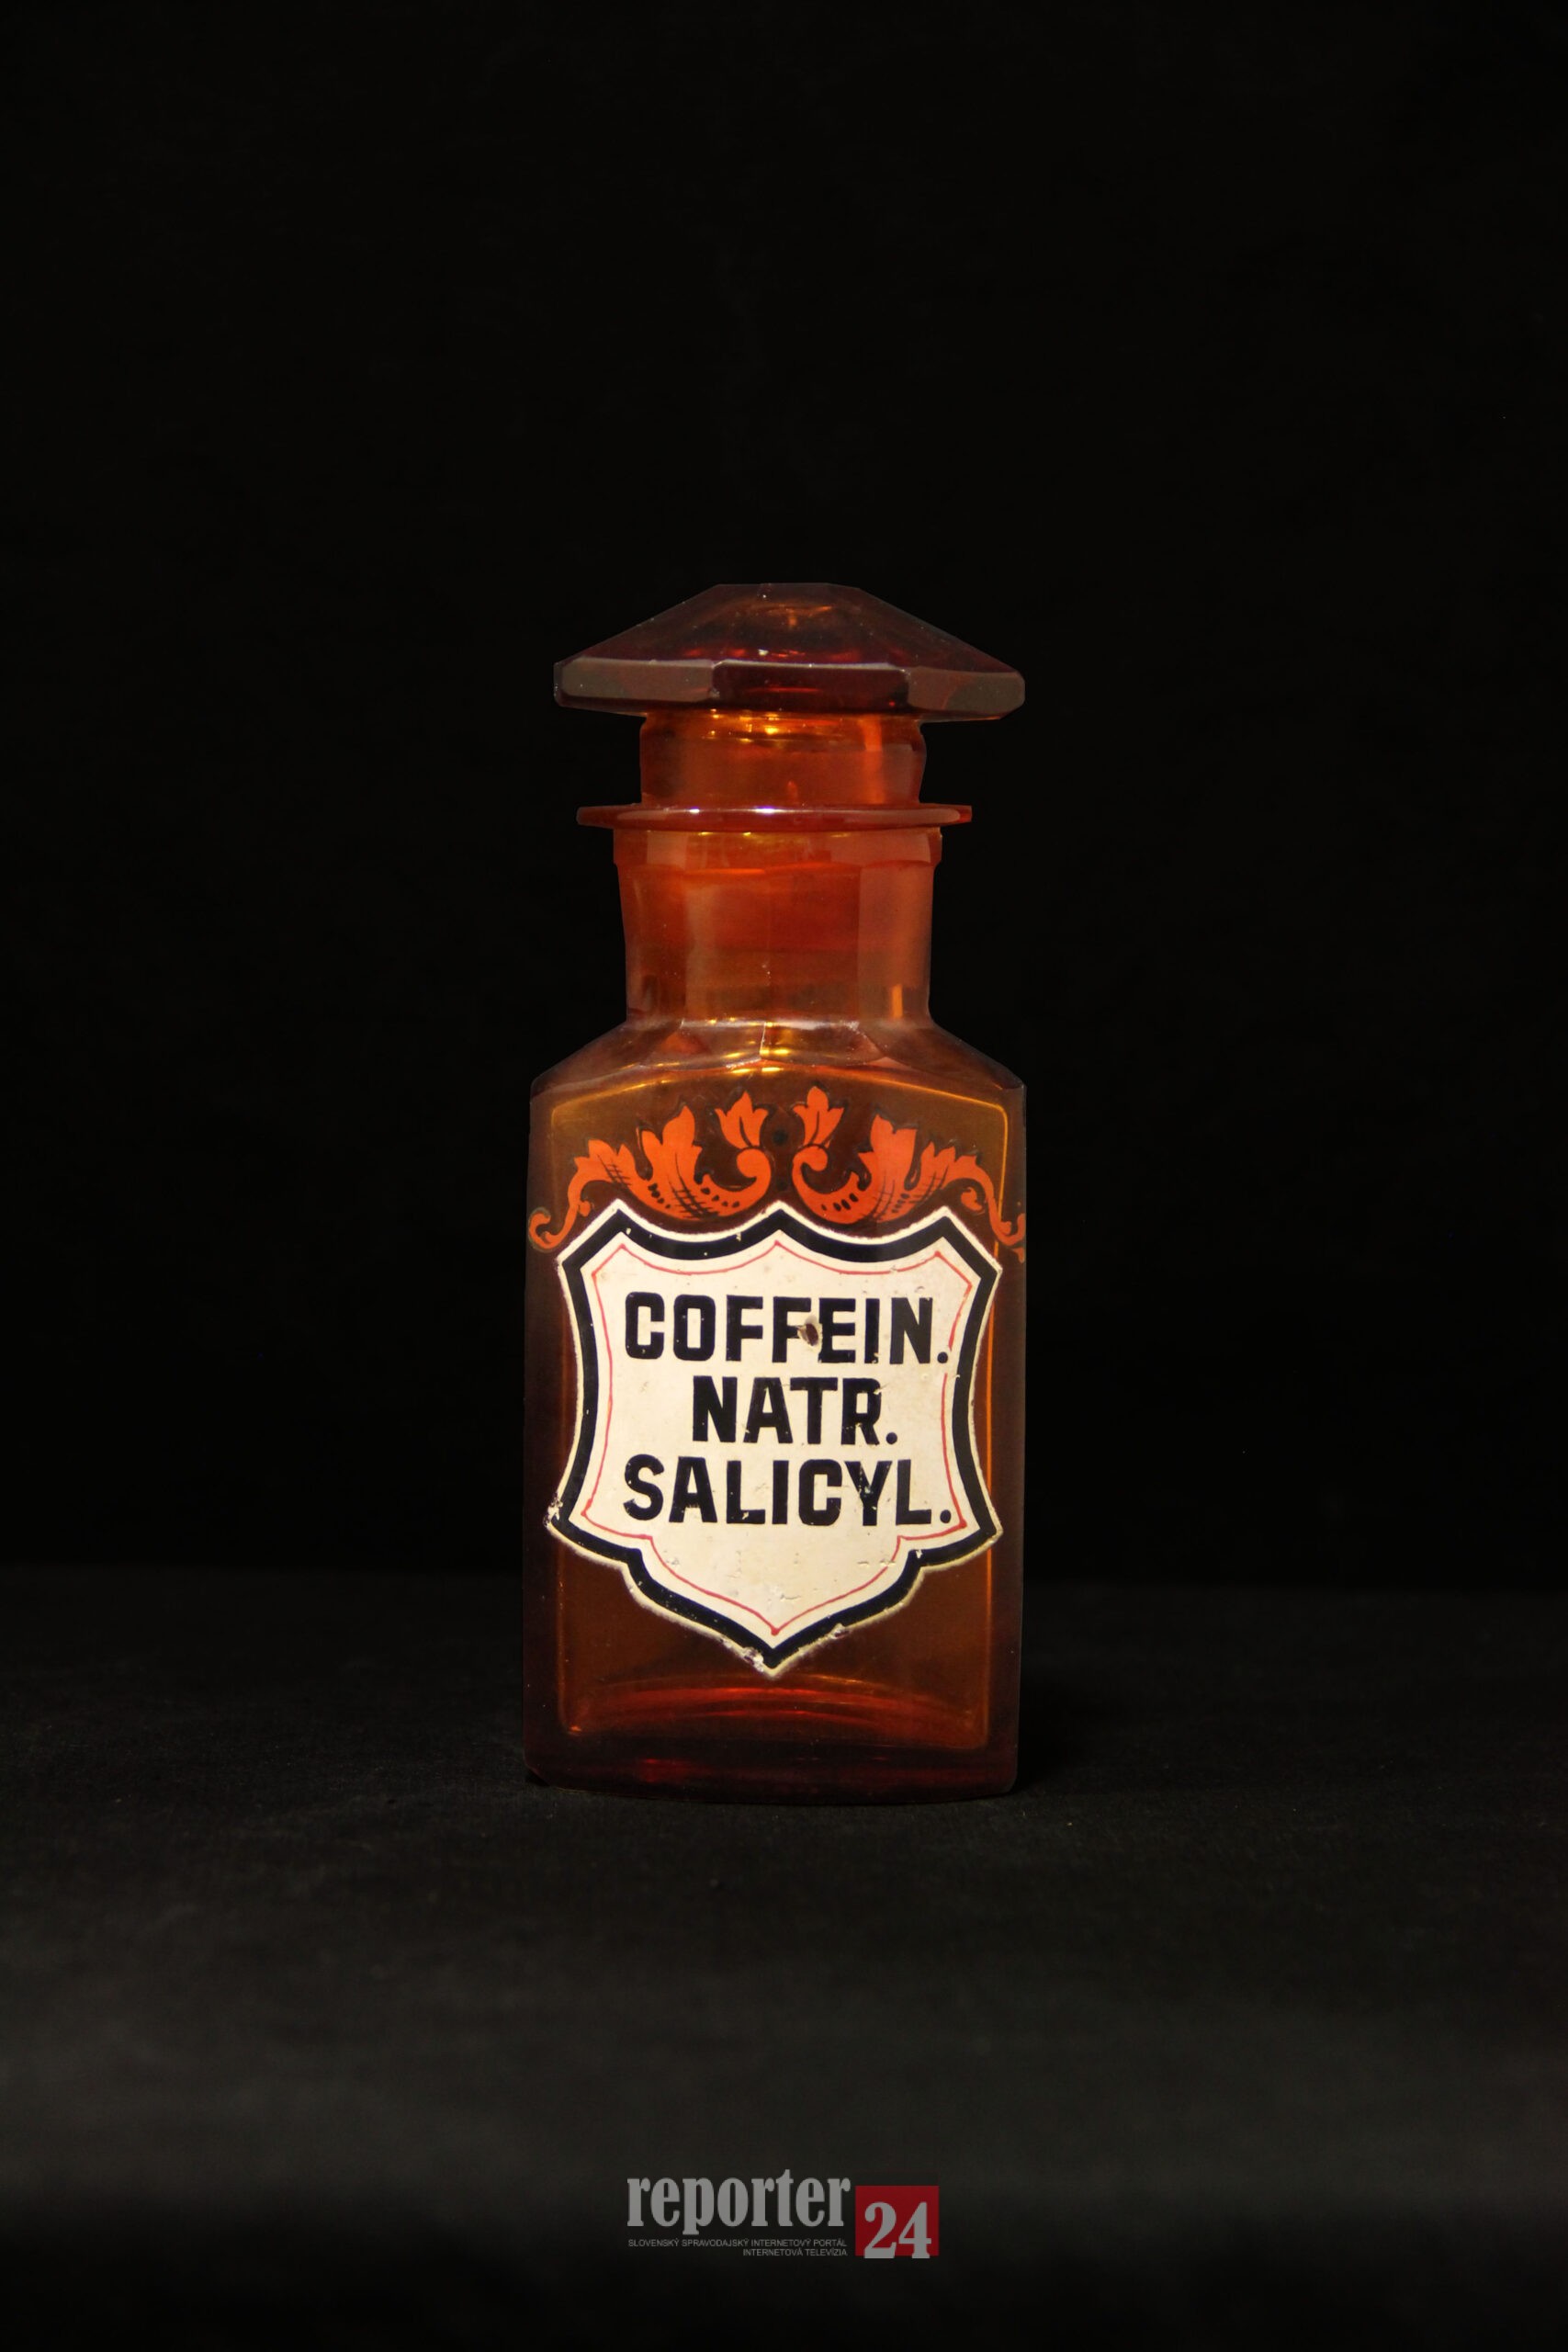 COFFEIN.
NATR.
SALICYL.
reporter 24
SLOVENSKÝ SPRAVODAJSKÝ INTERNETOVÝ PORTÁL
INTERNETOVÁ TELEVÍZIA